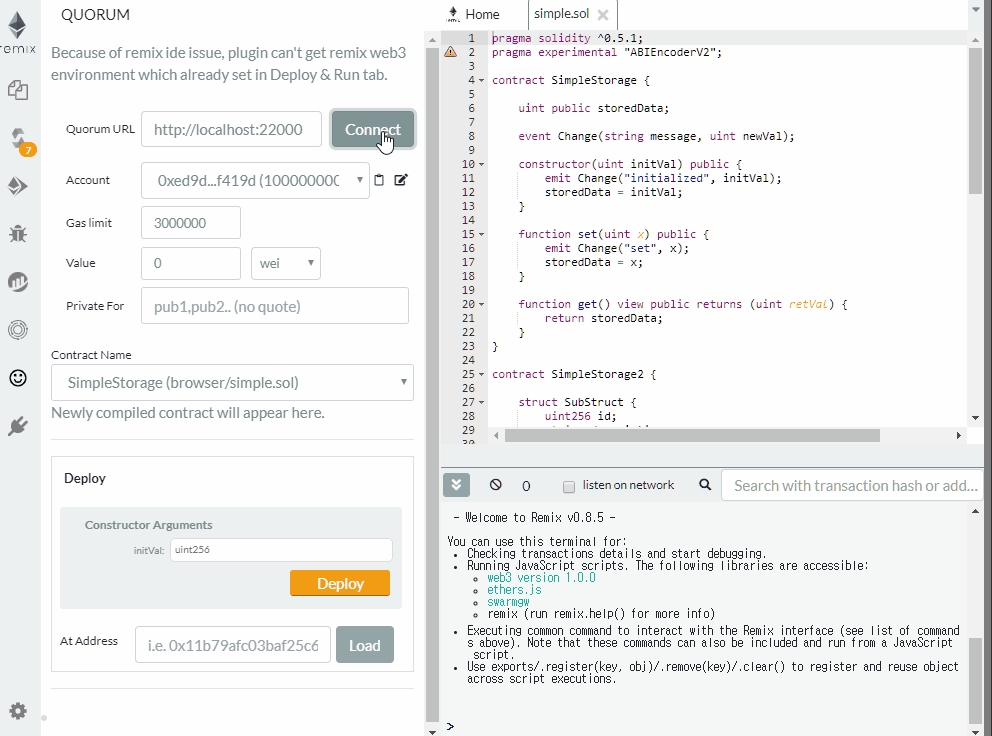 remix
7
QUORUM
Because of remix ide issue, plugin can't get remix web3
environment which already set in Deploy & Run tab.
Quorum URL
http://localhost:22000
Connect
Account
0xed9d...f419d (100000000
Gas limit
3000000
Value
0
wei
Private For
pub1,pub2.. (no quote)
Contract Name
SimpleStorage (browser/simple.sol)
Newly compiled contract will appear here.
Deploy
Constructor Arguments
initVal:
uint256
Deploy
At Address
i.e. 0x11b79afc03baf25c6
Load
remix
Home
simple.sol
1 pragma solidity ^0.5.1;
2 pragma experimental "ABIEncoderV2";
3
4 contract SimpleStorage {
5
6 uint public storedData;
7
8 event Change(string message, uint newVal);
9
10 constructor(uint initVal) public {
11 emit Change("initialized", initVal);
12 storedData = initVal;
13 }
14
15 function set(uint x) public {
16 emit Change("set", x);
17 storedData = x;
18 }
19
20 function get() view public returns (uint retVal) {
21 return storedData;
22 }
23 }
24
25 contract SimpleStorage2 {
26
27 struct SubStruct {
28 uint256 id;
29
30
0
listen on network
Search with transaction hash or add...
- Welcome to Remix v0.8.5 -
You can use this terminal for:
Checking transactions details and start debugging.
Running JavaScript scripts. The following libraries are accessible:
web3 version 1.0.0
ethers.js
swarmgw
remix (run remix.help() for more info)
Executing common command to interact with the Remix interface (see list of command
s above). Note that these commands can also be included and run from a JavaScript
script.
Use exports/.register(key, obj)/.remove(key)/.clear() to register and reuse object
across script executions.
>